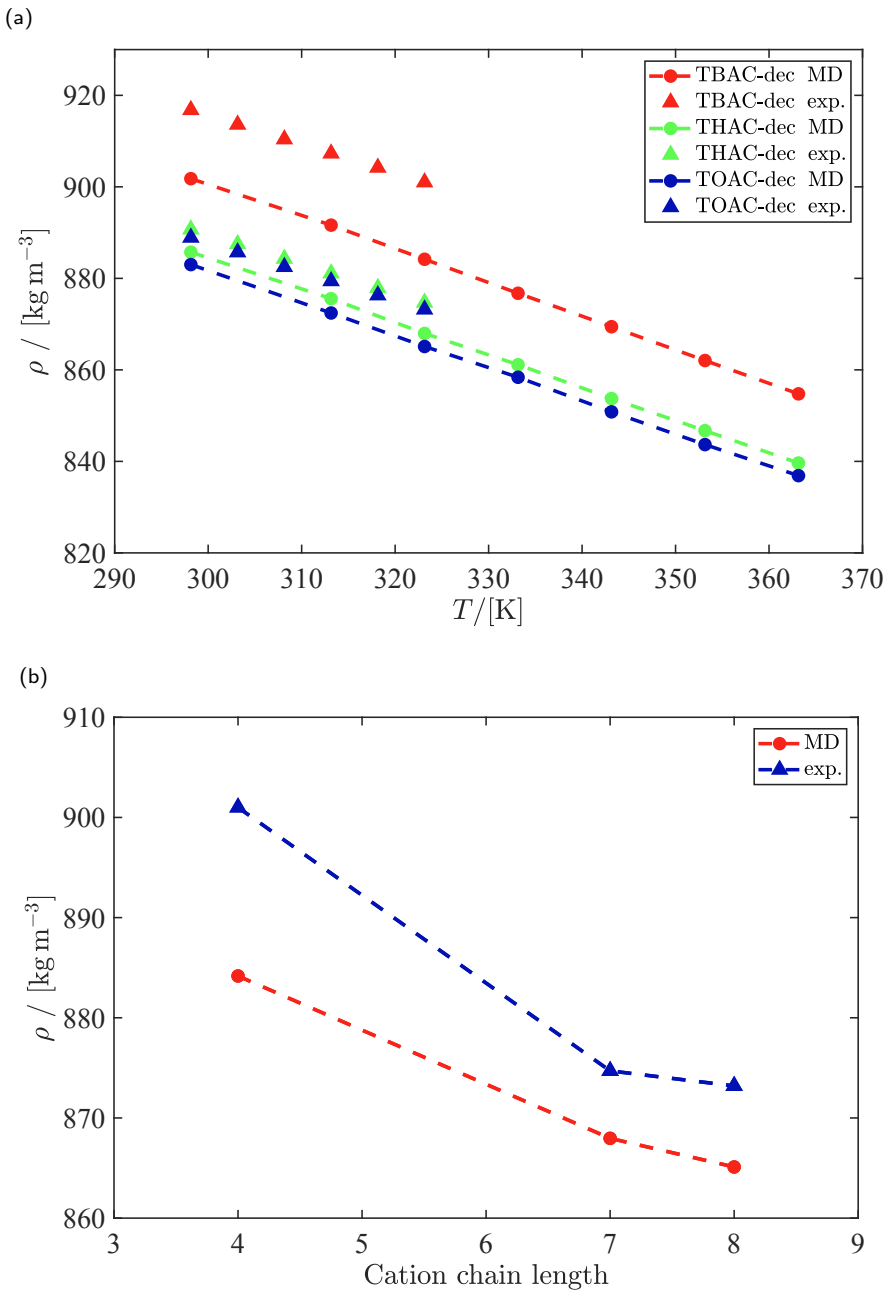 (a)
920
900
880
860
840
820
ρ / [kg m⁻³]
290 300 310 320 330 340 350 360 370
T/[K]
TBAC-dec MD
TBAC-dec exp.
THAC-dec MD
THAC-dec exp.
TOAC-dec MD
TOAC-dec exp.
(b)
910
900
890
880
870
860
ρ / [kg m⁻³]
3 4 5 6 7 8 9
Cation chain length
MD
exp.